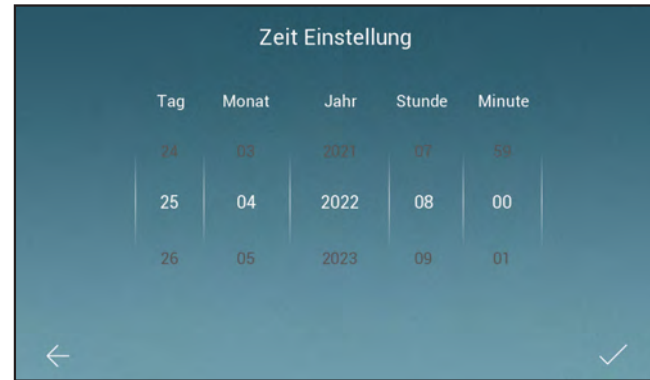 Zeit Einstellung
Tag Monat Jahr Stunde Minute
24 03 2021 07 59
25 04 2022 08 00
26 05 2023 09 01